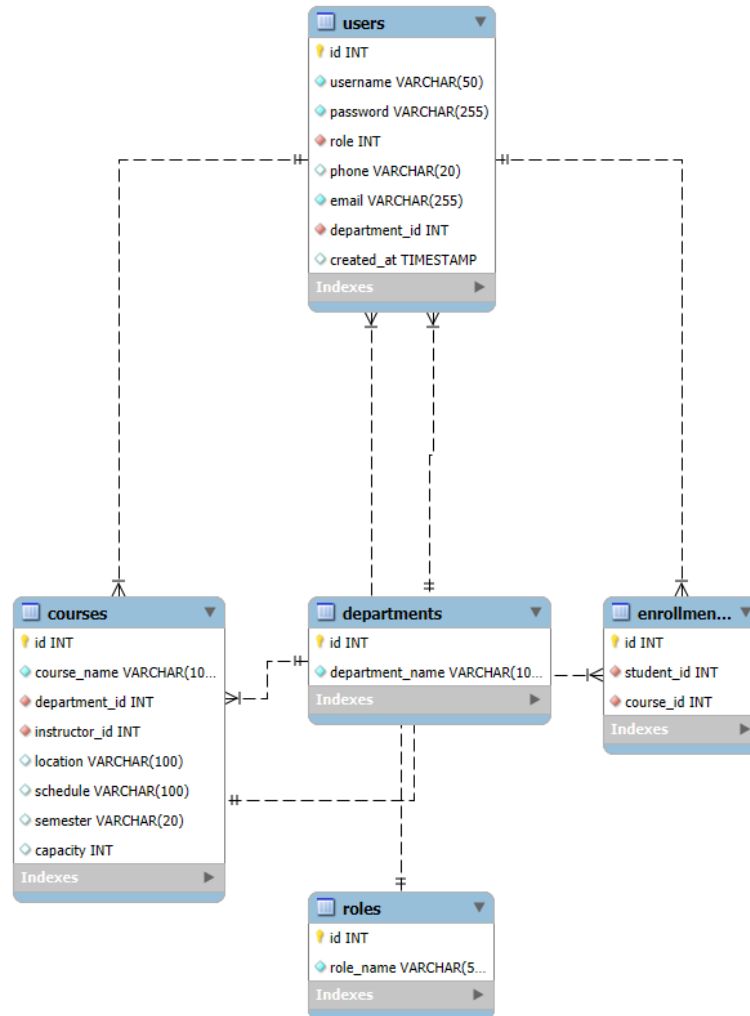 users
id INT
username VARCHAR(50)
password VARCHAR(255)
role INT
phone VARCHAR(20)
email VARCHAR(255)
department_id INT
created_at TIMESTAMP
Indexes
courses
id INT
course_name VARCHAR(10...
department_id INT
instructor_id INT
location VARCHAR(100)
schedule VARCHAR(100)
semester VARCHAR(20)
capacity INT
Indexes
departments
id INT
department_name VARCHAR(10...
Indexes
enrollmen...
id INT
student_id INT
course_id INT
Indexes
roles
id INT
role_name VARCHAR(5...
Indexes